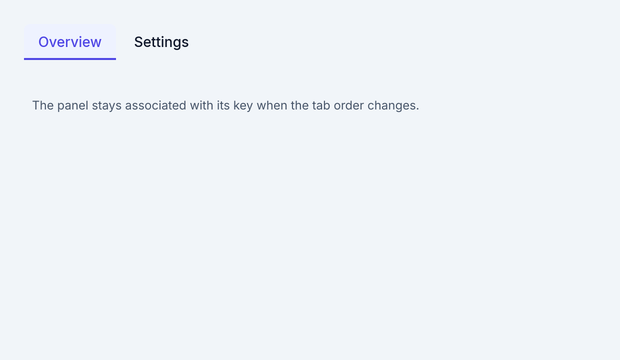 Overview Settings
The panel stays associated with its key when the tab order changes.